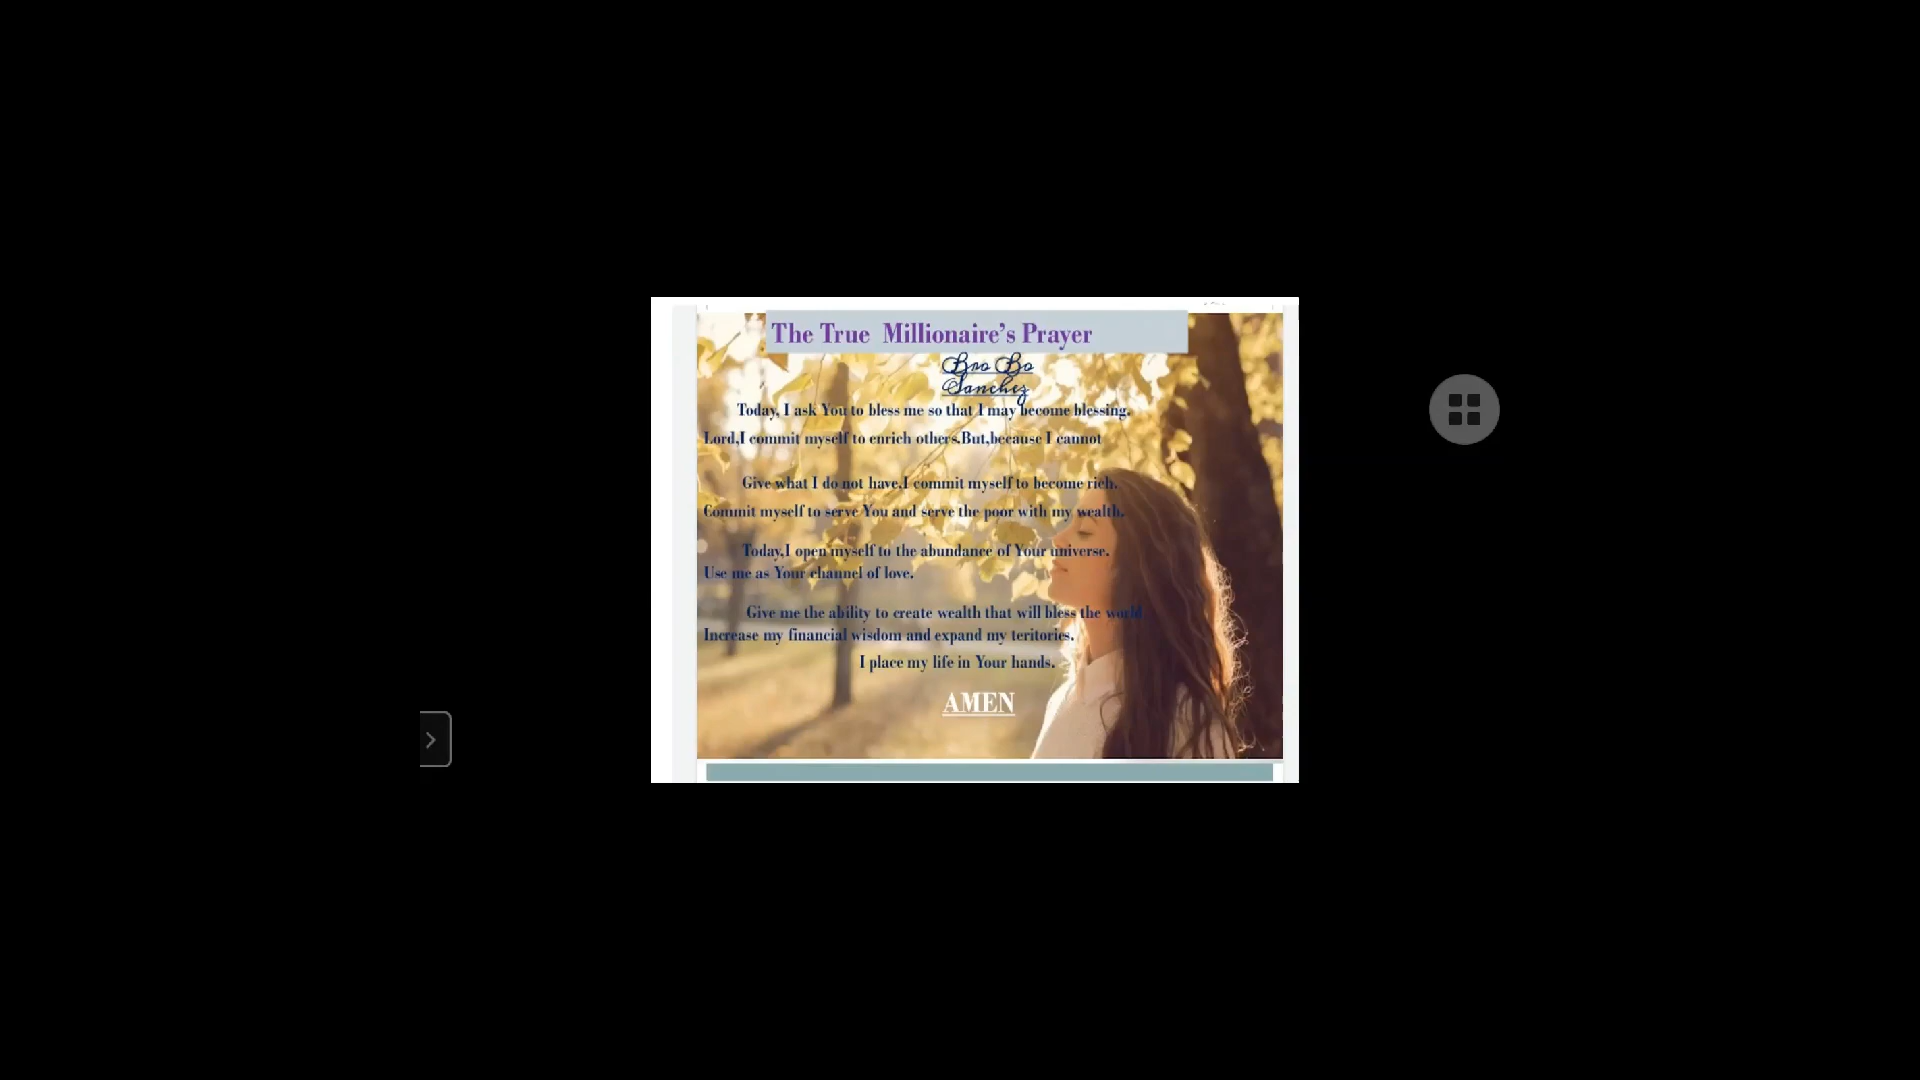 The True Millionaire's Prayer
Bro Bo
Sanchez
Today, I ask You to bless me so that I may become blessing.
Lord,I commit myself to enrich others.But,because I cannot
Give what I do not have,I commit myself to become rich.
Commit myself to serve You and serve the poor with my wealth.
Today,I open myself to the abundance of Your universe.
Use me as Your channel of love.
Give me the ability to create wealth that will bless the world
Increase my financial wisdom and expand my teritories.
I place my life in Your hands.
AMEN